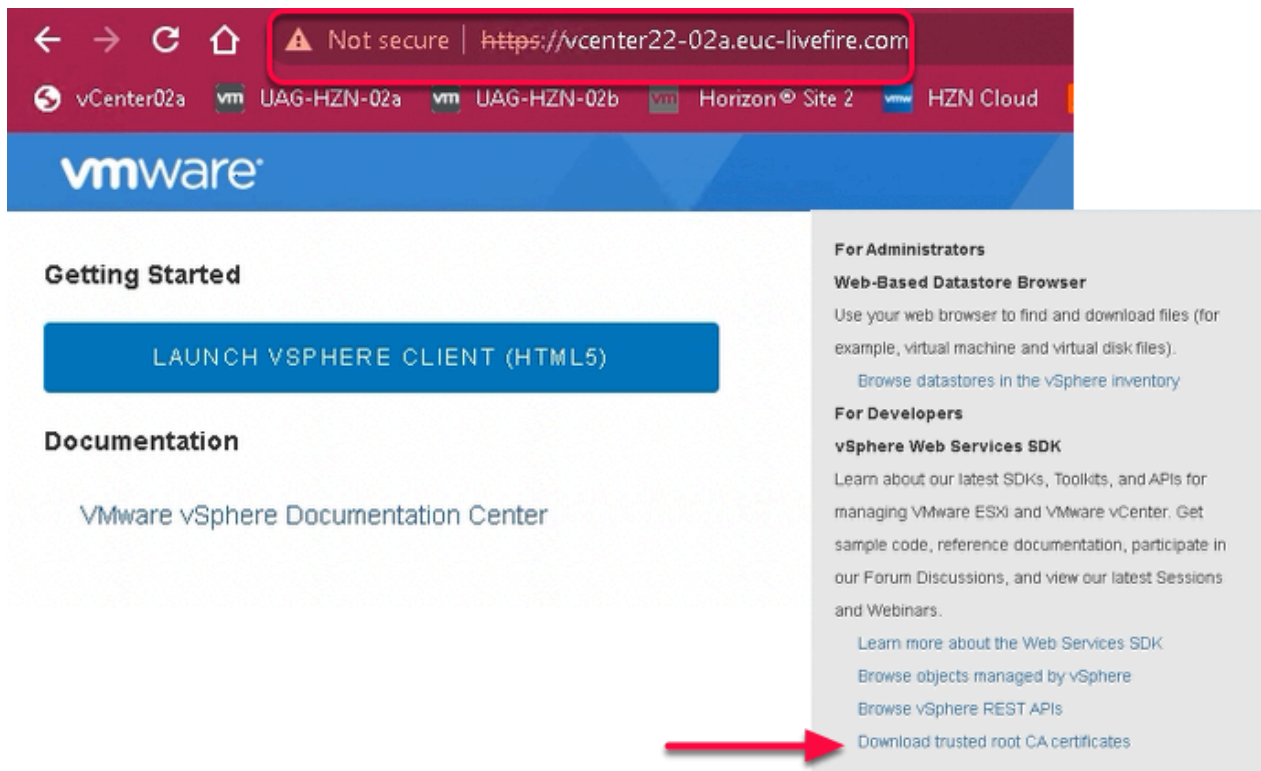 Not secure | https://vcenter22-02a.euc-livefire.com
vCenter02a vm UAG-HZN-02a vm UAG-HZN-02b vm Horizon® Site 2 vmw HZN Cloud
vmware®
Getting Started
LAUNCH VSPHERE CLIENT (HTML5)
Documentation
VMware vSphere Documentation Center
For Administrators
Web-Based Datastore Browser
Use your web browser to find and download files (for
example, virtual machine and virtual disk files).
Browse datastores in the vSphere inventory
For Developers
vSphere Web Services SDK
Learn about our latest SDKs, Toolkits, and APIs for
managing VMware ESXi and VMware vCenter. Get
sample code, reference documentation, participate in
our Forum Discussions, and view our latest Sessions
and Webinars.
Learn more about the Web Services SDK
Browse objects managed by vSphere
Browse vSphere REST APIs
Download trusted root CA certificates